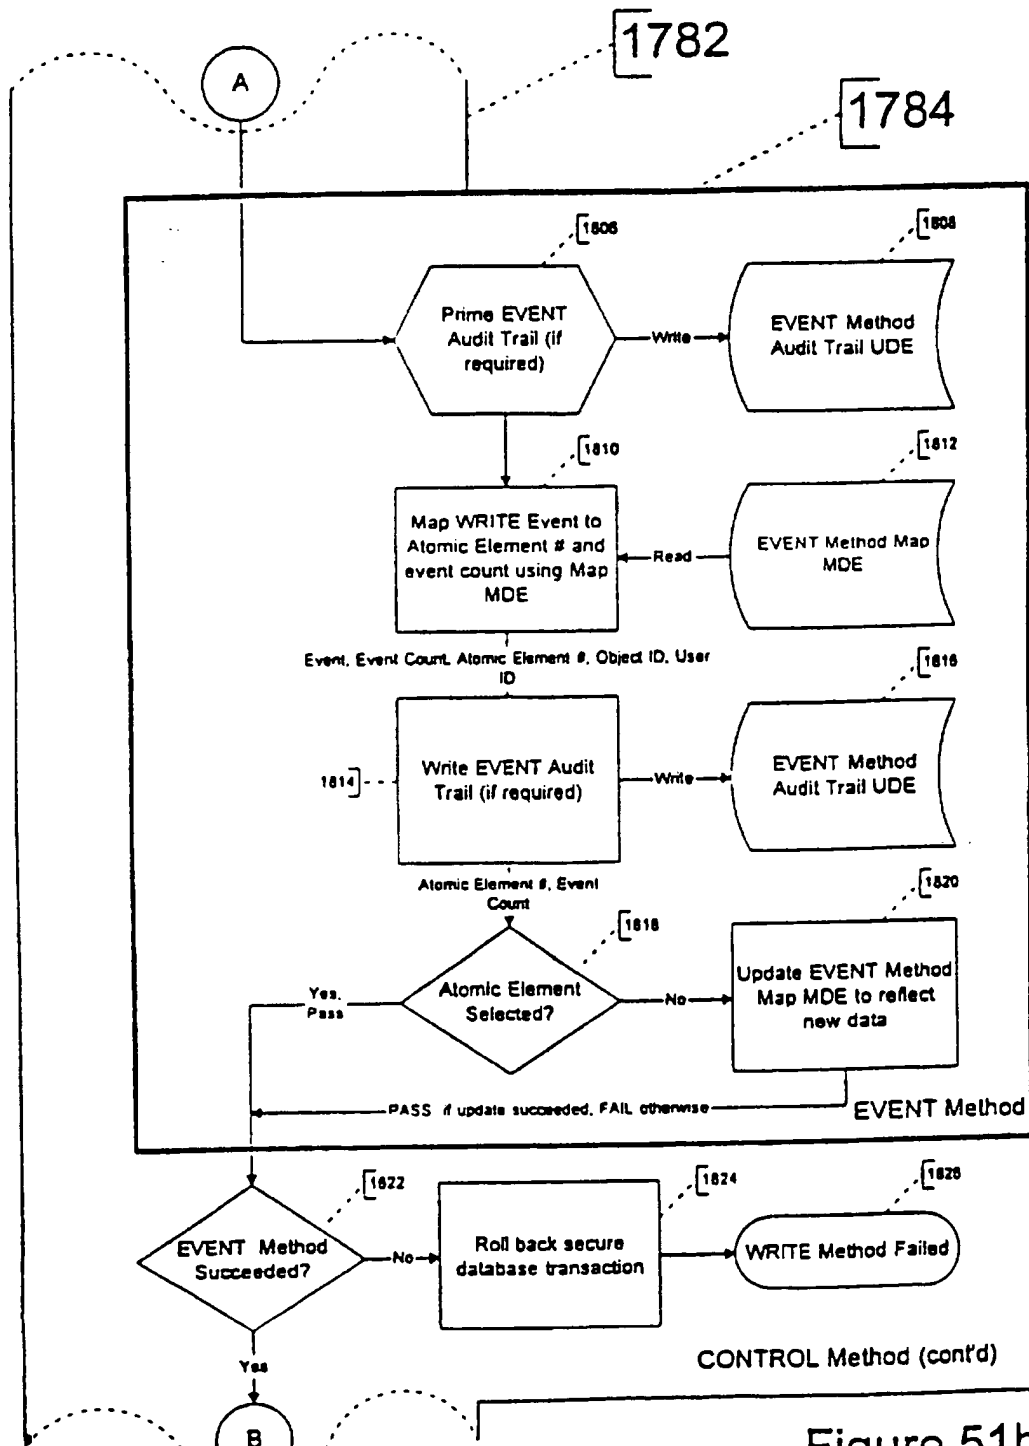 1782
A
1784
1806
1808
Prime EVENT
Audit Trail (if
required)
Write
EVENT Method
Audit Trail UDE
1810
1812
Map WRITE Event to
Atomic Element # and
event count using Map
MDE
Read
EVENT Method Map
MDE
Event, Event Count, Atomic Element #, Object ID, User
ID
1816
1814
Write EVENT Audit
Trail (if required)
Write
EVENT Method
Audit Trail UDE
Atomic Element #, Event
Count
1818
1820
Yes,
Pass
Atomic Element
Selected?
No
Update EVENT Method
Map MDE to reflect
new data
PASS if update succeeded, FAIL otherwise
EVENT Method
1822
1824
1826
EVENT Method
Succeeded?
No
Roll back secure
database transaction
WRITE Method Failed
Yes
CONTROL Method (cont'd)
B
Figure 51b